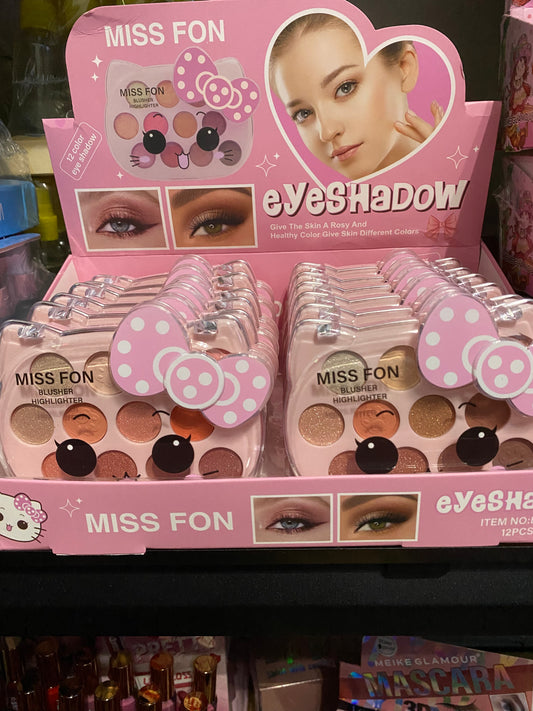 MISS FON
MISS FON
BLUSHER
HIGHLIGHTER
12 color
eye shadow
eYeSHaDOW
Give The Skin A Rosy And
Healthy Color Give Skin Different Colors
MISS FON
BLUSHER
HIGHLIGHTER
MISS FON
BLUSHER
HIGHLIGHTER
MISS FON
eYeSHa
ITEM NO:
12PCS
MEIKE GLAMOUR
MASCARA
3D